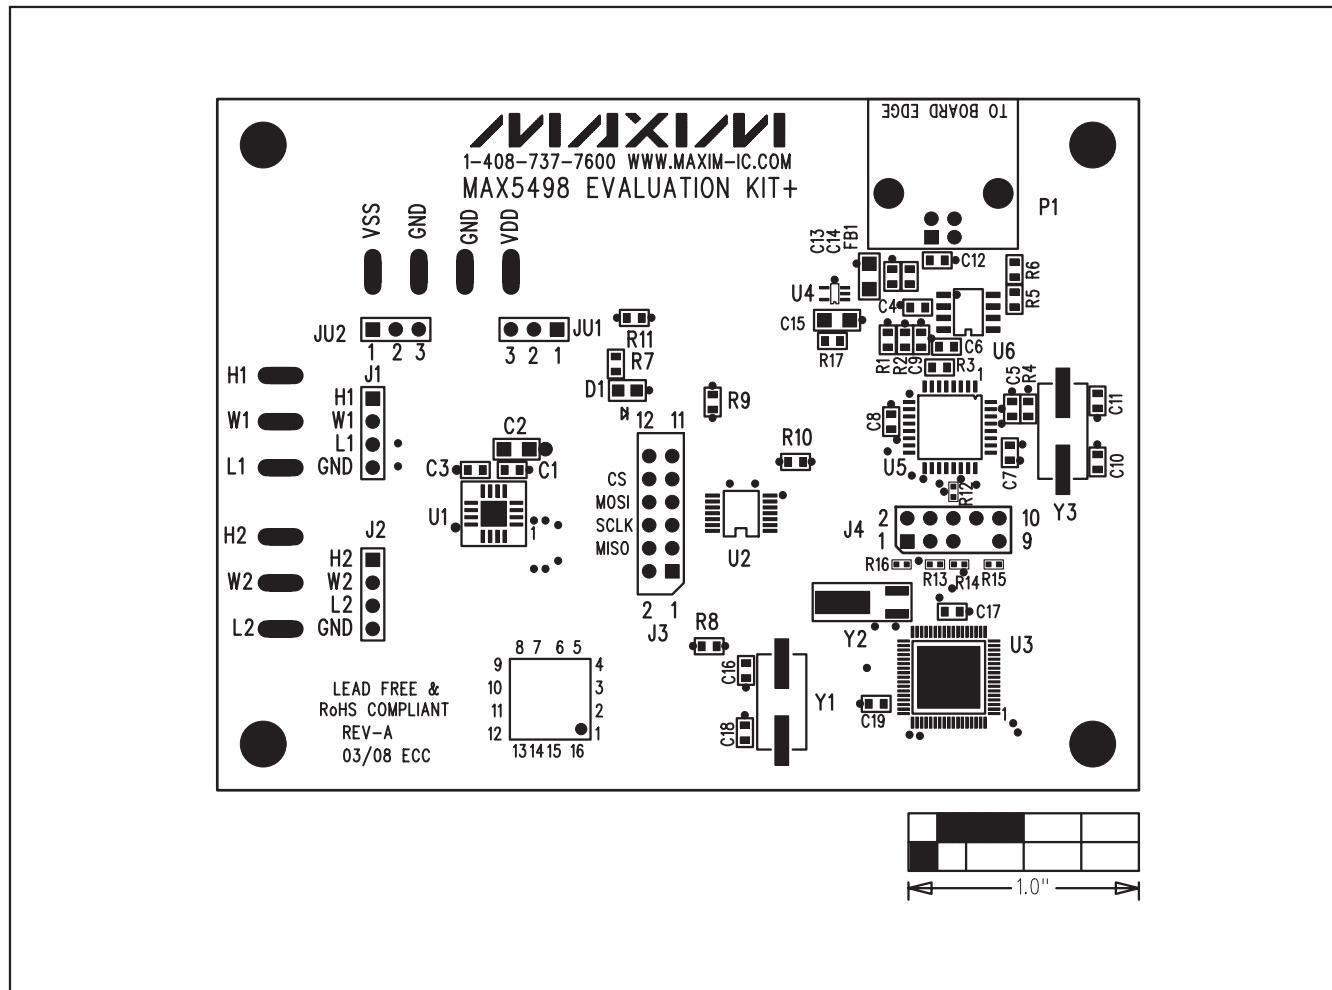 TO BOARD EDGE
MAXIM
1-408-737-7600 WWW.MAXIM-IC.COM
MAX5498 EVALUATION KIT+
P1
VSS
GND
GND
VDD
C13
C14
FB1
C12
R6
R5
U4
C4
C15
R17
R1
R2
C9
C6
R3
U6
JU2
1 2 3
JU1
3 2 1
R11
R7
D1
R9
1
C5
R4
C11
C8
U5
C7
C10
Y3
R12
H1
W1
L1
J1
H1
W1
L1
GND
C2
C3
C1
U1
1
12 11
CS
MOSI
SCLK
MISO
2 1
J3
R10
U2
J4
2
1
10
9
R16
R13
R14
R15
H2
W2
L2
J2
H2
W2
L2
GND
R8
Y2
C17
U3
1
C16
C18
Y1
C19
8 7 6 5
9
10
11
12
4
3
2
1
13 14 15 16
LEAD FREE &
RoHS COMPLIANT
REV-A
03/08 ECC
1.0"